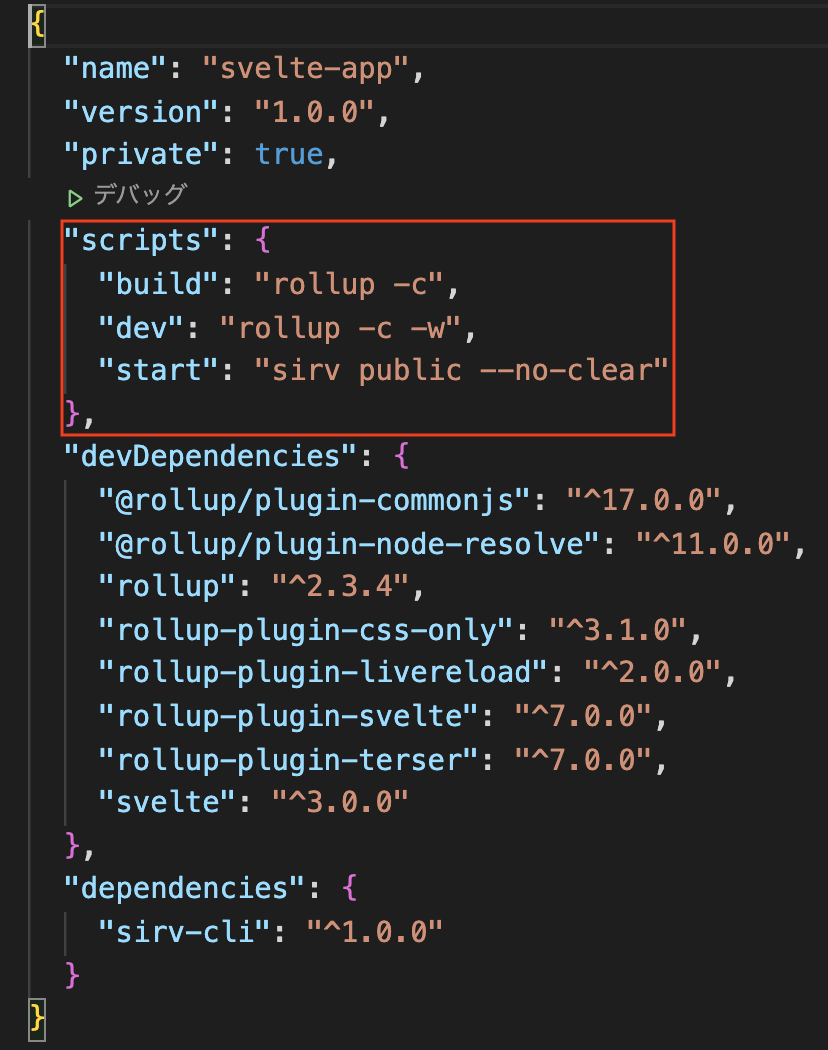 {
"name": "svelte-app",
"version": "1.0.0",
"private": true,
デバッグ
"scripts": {
"build": "rollup -c",
"dev": "rollup -c -w",
"start": "sirv public --no-clear"
},
"devDependencies": {
"@rollup/plugin-commonjs": "^17.0.0",
"@rollup/plugin-node-resolve": "^11.0.0",
"rollup": "^2.3.4",
"rollup-plugin-css-only": "^3.1.0",
"rollup-plugin-livereload": "^2.0.0",
"rollup-plugin-svelte": "^7.0.0",
"rollup-plugin-terser": "^7.0.0",
"svelte": "^3.0.0"
},
"dependencies": {
"sirv-cli": "^1.0.0"
}
}